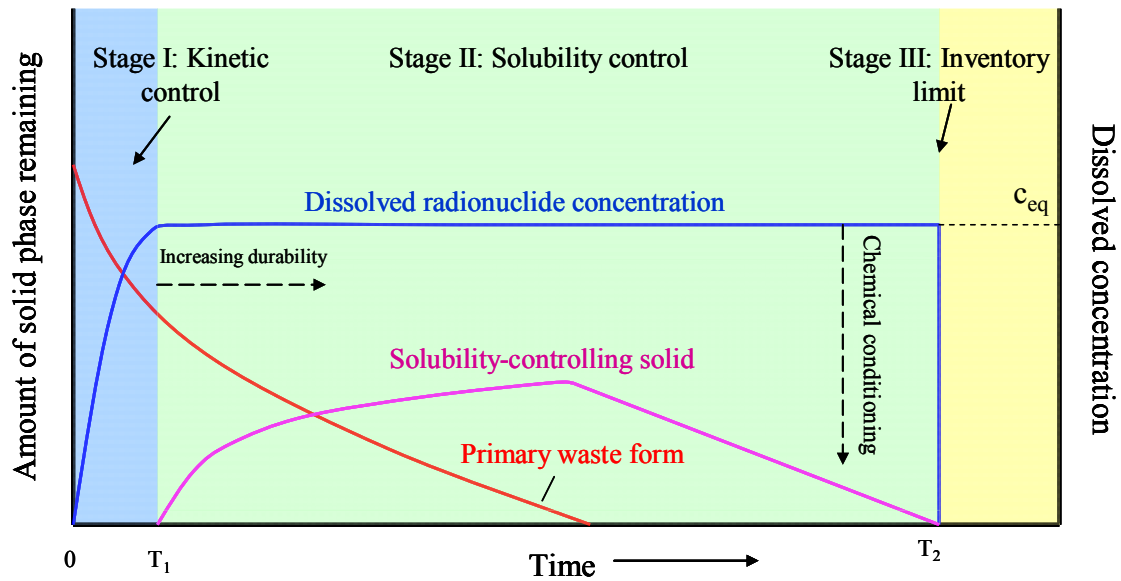 Stage I: Kinetic
control
Stage II: Solubility control
Stage III: Inventory
limit
Amount of solid phase remaining
Dissolved concentration
Dissolved radionuclide concentration
c_eq
Increasing durability
Chemical conditioning
Solubility-controlling solid
Primary waste form
0
T₁
T₂
Time